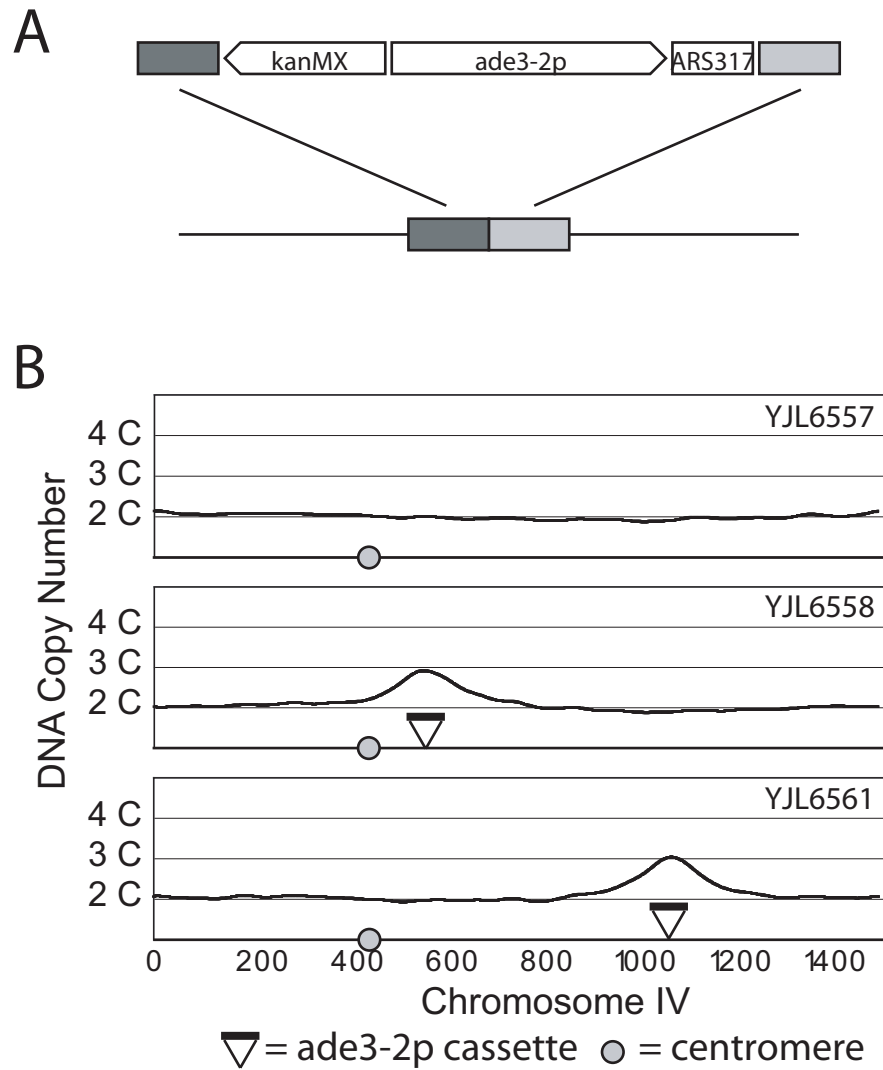 A
kanMX ade3-2p ARS317
B
DNA Copy Number
YJL6557
4 C
3 C
2 C
YJL6558
4 C
3 C
2 C
YJL6561
4 C
3 C
2 C
0 200 400 600 800 1000 1200 1400
Chromosome IV
= ade3-2p cassette = centromere